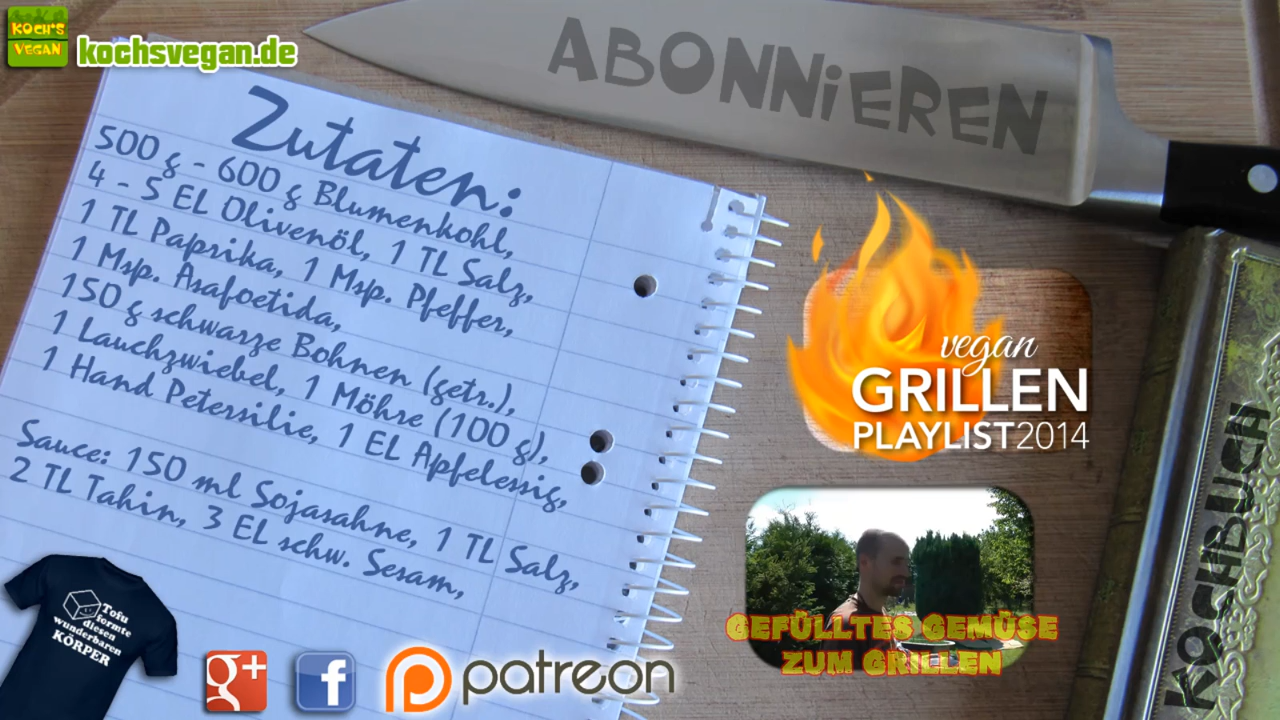 KOCH'S
VEGAN
kochsvegan.de
ABONNiEREN
Zutaten:
500 g - 600 g Blumenkohl,
4 - 5 EL Olivenöl, 1 TL Salz,
1 TL Paprika, 1 Msp. Pfeffer,
1 Msp. Asafoetida,
150 g schwarze Bohnen (getr.),
1 Lauchzwiebel, 1 Möhre (100 g),
1 Hand Petersilie, 1 EL Apfelessig,
Sauce: 150 ml Sojasahne, 1 TL Salz,
2 TL Tahin, 3 EL schw. Sesam,
vegan
GRILLEN
PLAYLIST2014
GEFÜLLTES GEMÜSE
ZUM GRILLEN
KOCHBUCH
Tofu
formte
diesen
wunderbaren
KÖRPER
g+
f
patreon